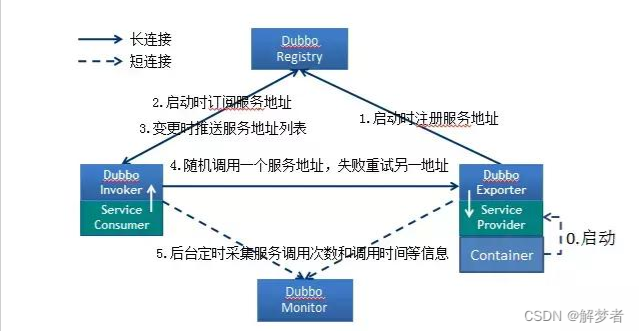 长连接
短连接
Dubbo
Registry
2.启动时订阅服务地址
1.启动时注册服务地址
3.变更时推送服务地址列表
4.随机调用一个服务地址，失败重试另一地址
Dubbo
Invoker
Service
Consumer
Dubbo
Exporter
Service
Provider
Container
0.启动
5.后台定时采集服务调用次数和调用时间等信息
Dubbo
Monitor
CSDN @解梦者